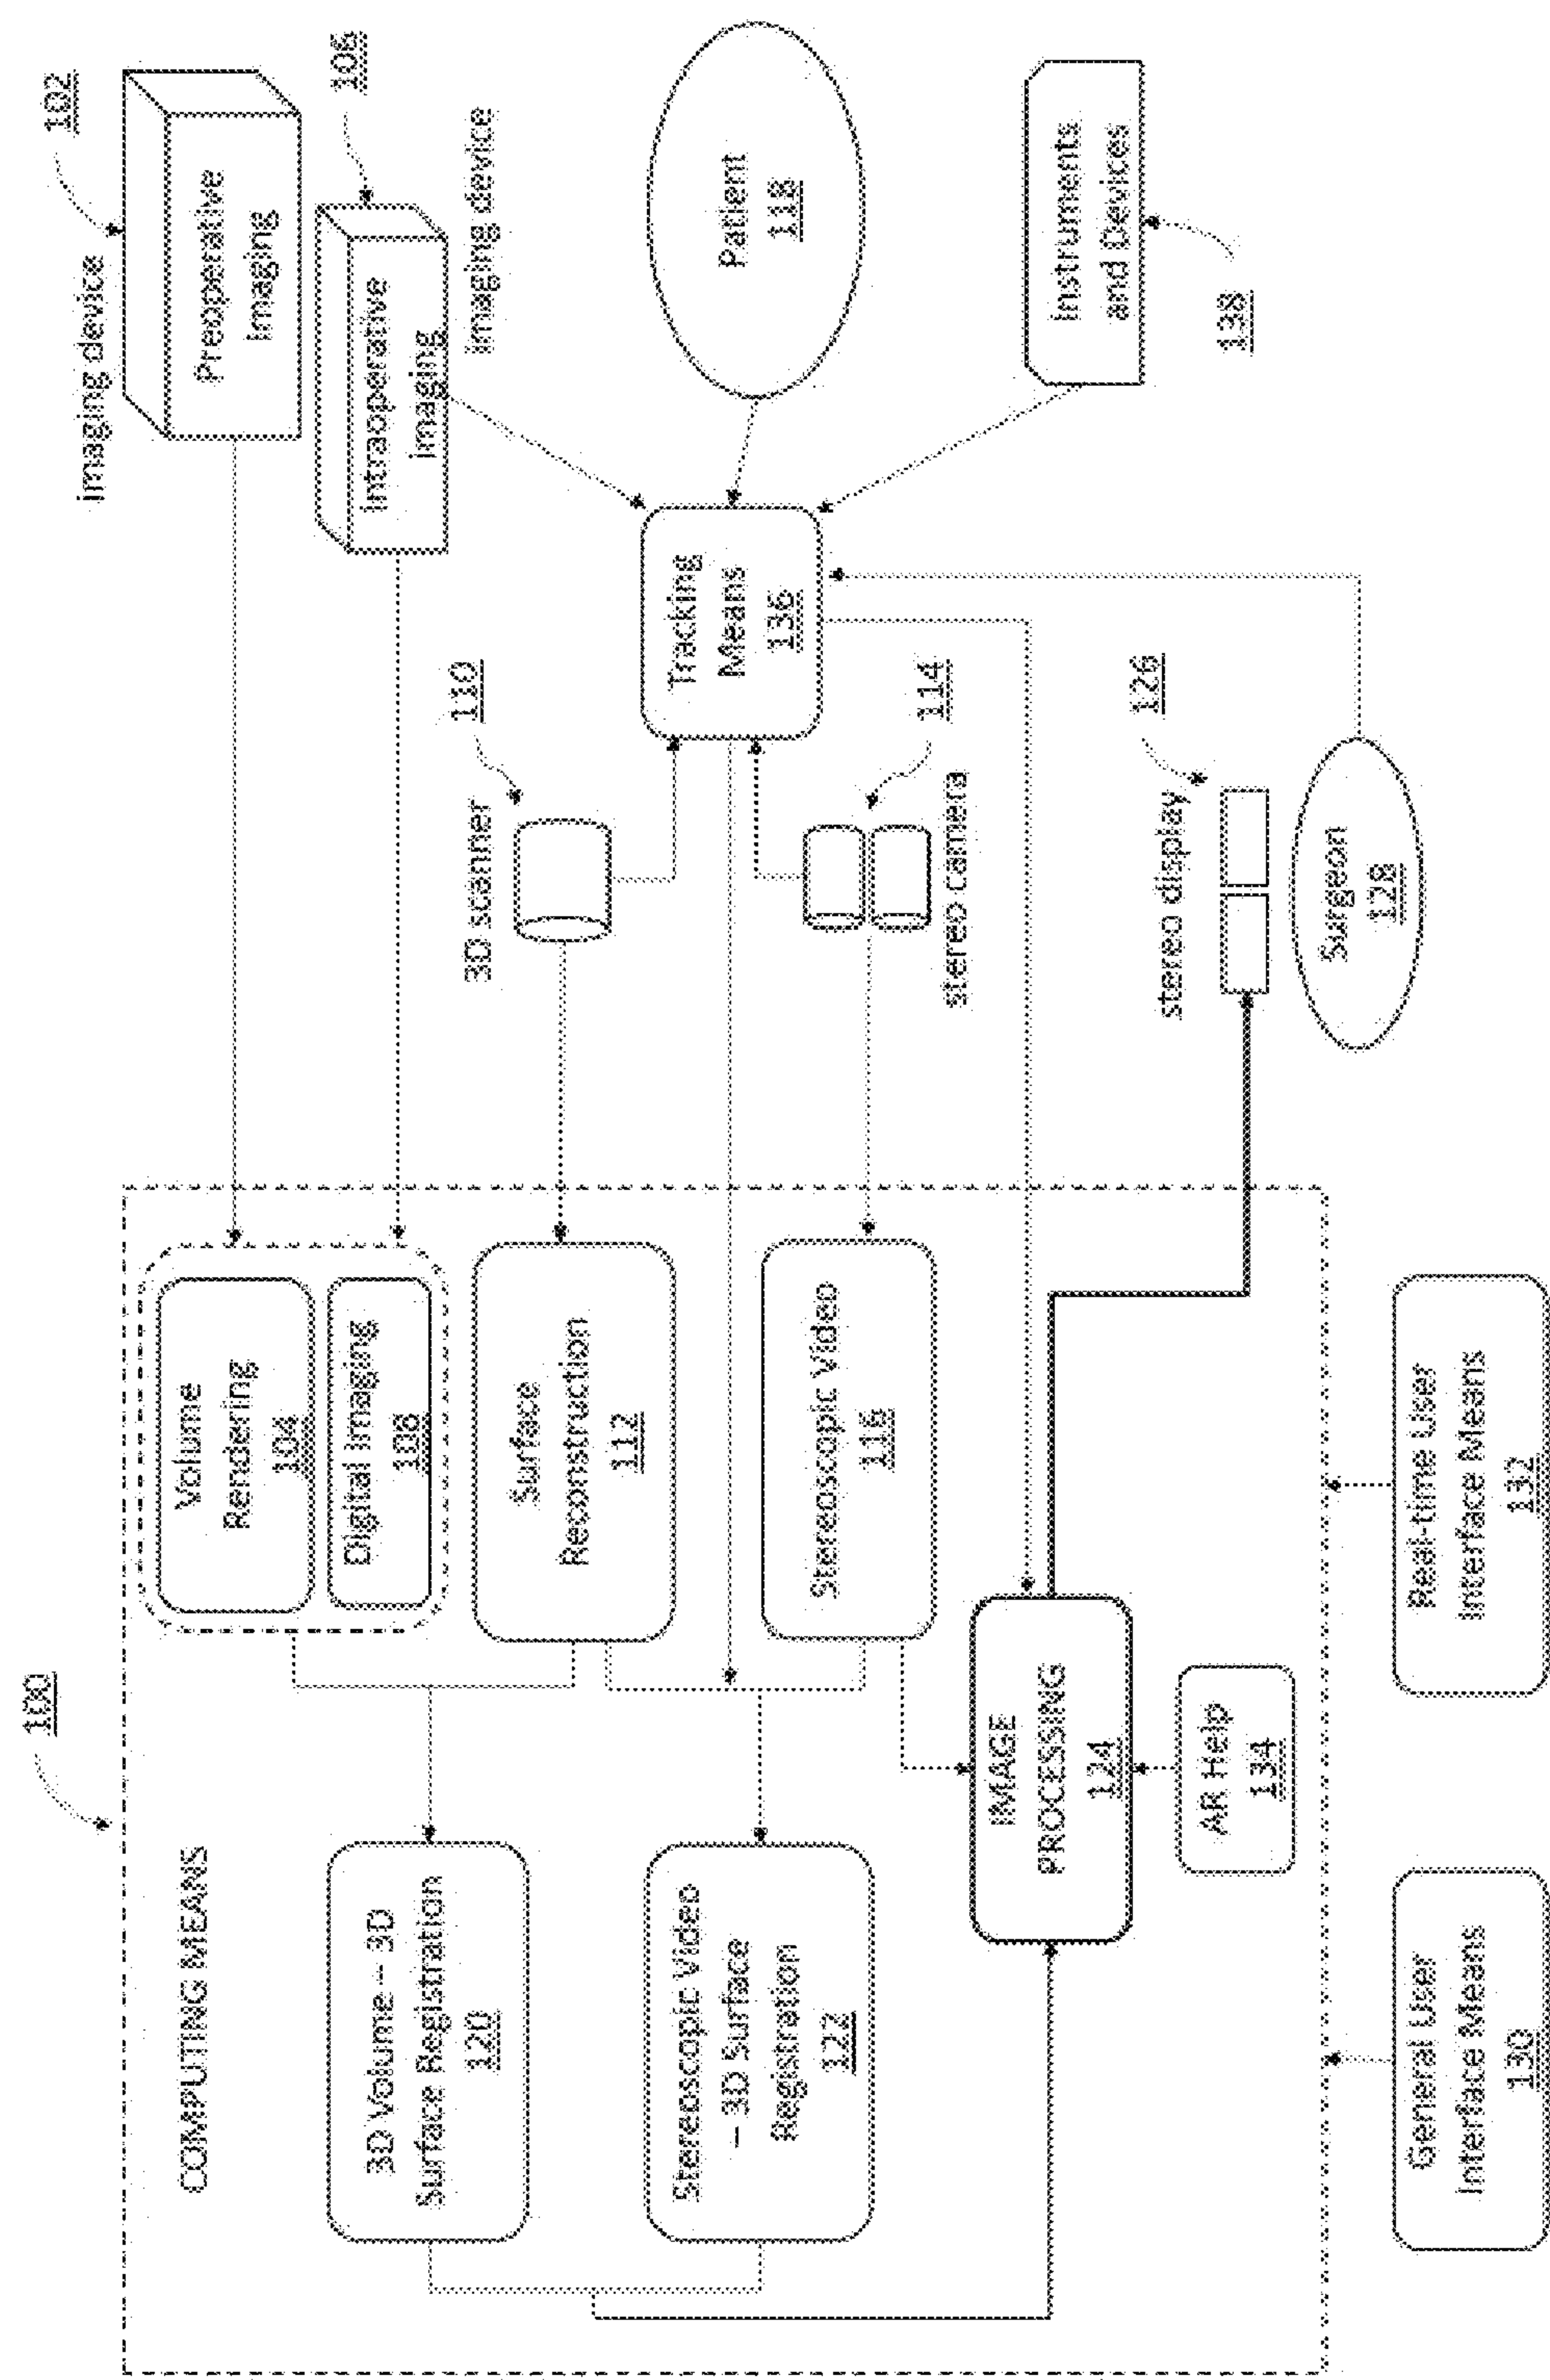 100
102
imaging device
COMPUTING MEANS
Volume
Rendering
104
Preoperative
Imaging
106
Digital Imaging
108
Intraoperative
Imaging
imaging device
3D Volume – 3D
Surface Registration
120
Surface
Reconstruction
112
3D scanner
110
Stereoscopic Video
– 3D Surface
Registration
122
Stereoscopic Video
116
Tracking
Means
136
Patient
118
114
stereo camera
IMAGE
PROCESSING
124
Instruments
and Devices
138
AR Help
134
stereo display
126
Surgeon
128
General User
Interface Means
130
Real-time User
Interface Means
132